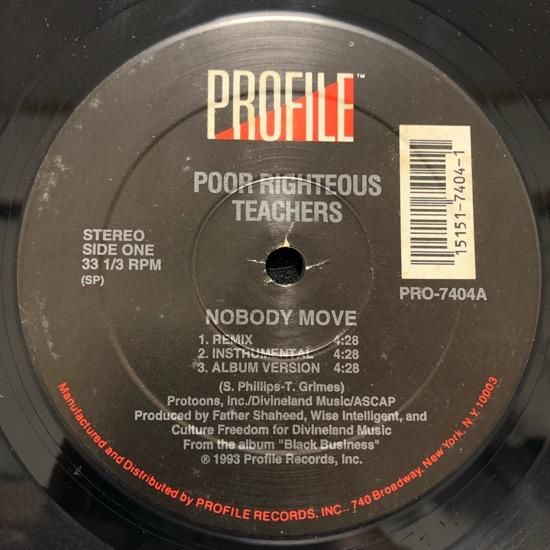 PROFILE™
POOR RIGHTEOUS
TEACHERS
STEREO
SIDE ONE
33 1/3 RPM
(SP)
15151-7404-1
PRO-7404A
NOBODY MOVE
1. REMIX 4:28
2. INSTRUMENTAL 4:28
3. ALBUM VERSION 4:28
(S. Phillips-T. Grimes)
Protoons, Inc./Divineland Music/ASCAP
Produced by Father Shaheed, Wise Intelligent, and
Culture Freedom for Divineland Music
From the album "Black Business"
℗ 1993 Profile Records, Inc.
Manufactured and Distributed by PROFILE RECORDS. INC.. 740 Broadway, New York, N.Y. 10003